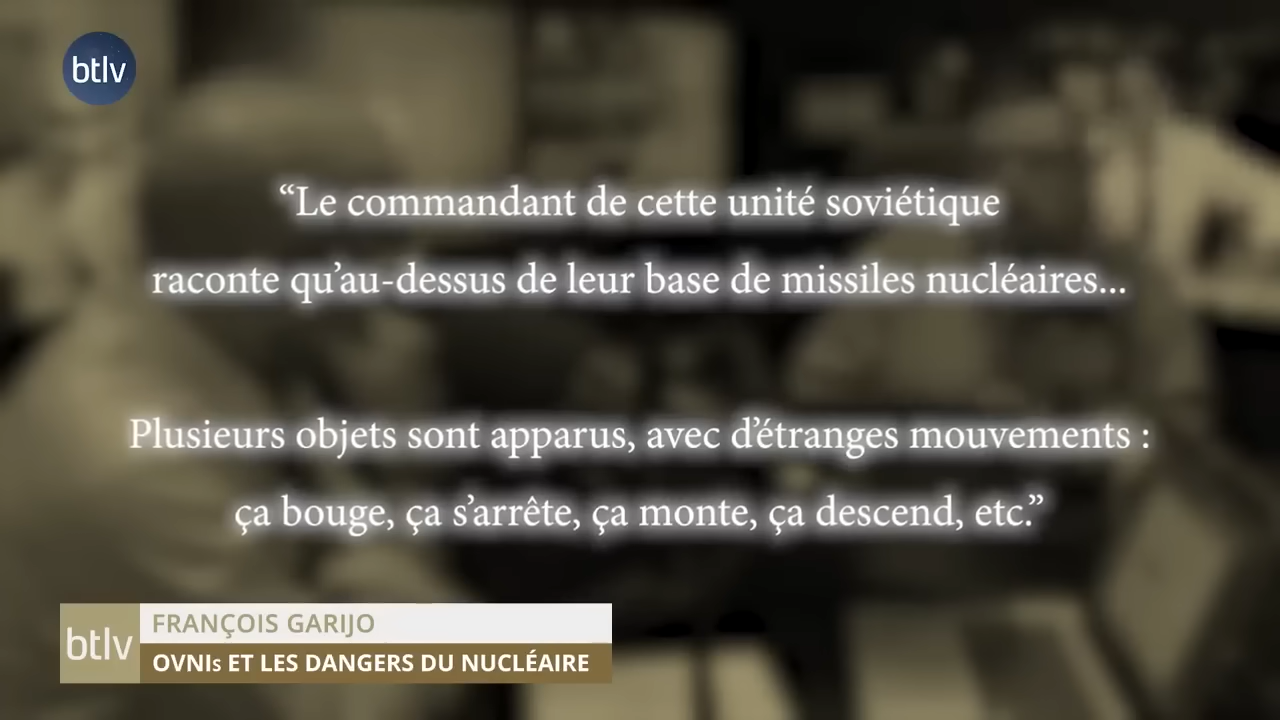 btlv
“Le commandant de cette unité soviétique
raconte qu’au-dessus de leur base de missiles nucléaires...
Plusieurs objets sont apparus, avec d’étranges mouvements :
ça bouge, ça s’arrête, ça monte, ça descend, etc.”
btlv
FRANÇOIS GARIJO
OVNIs ET LES DANGERS DU NUCLÉAIRE